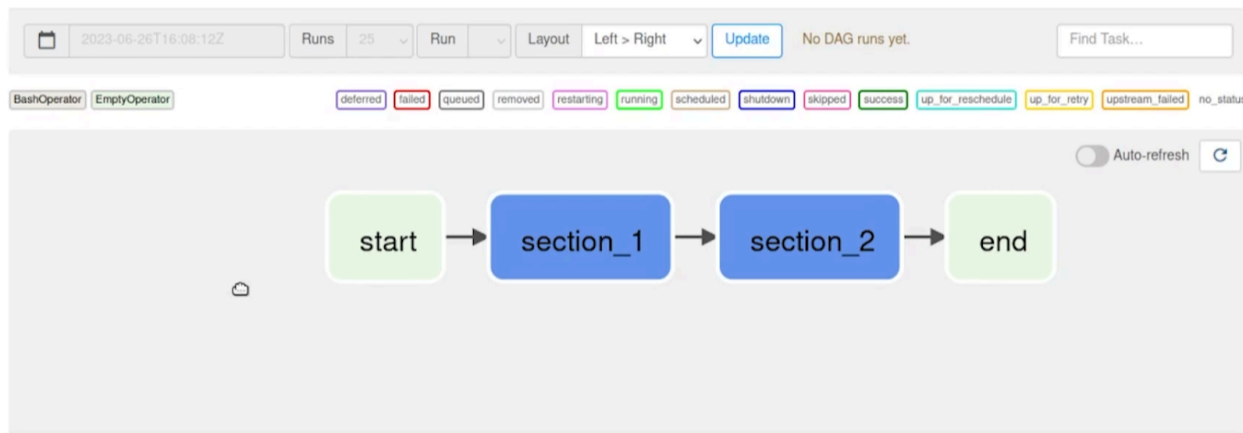 2023-06-26T16:08:12Z Runs 25 Run Layout Left > Right Update No DAG runs yet. Find Task...
BashOperator EmptyOperator deferred failed queued removed restarting running scheduled shutdown skipped success up_for_reschedule up_for_retry upstream_failed no_statu
Auto-refresh
start section_1 section_2 end